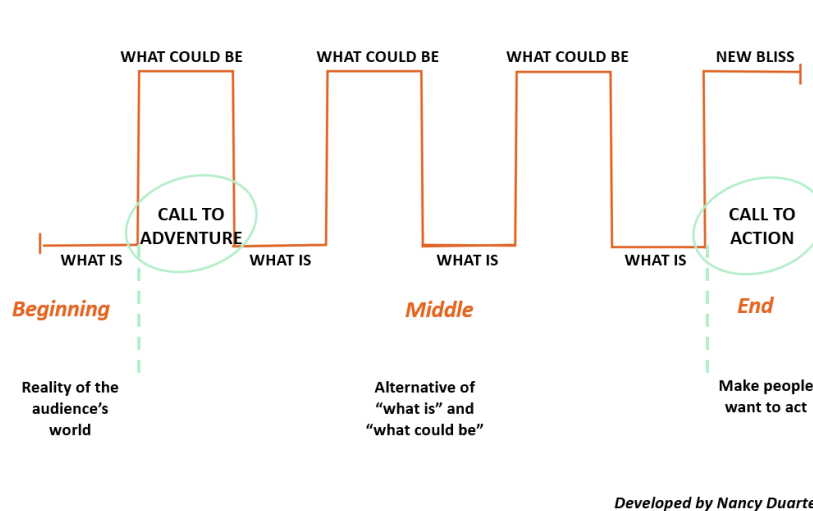 WHAT COULD BE
WHAT COULD BE
WHAT COULD BE
NEW BLISS
CALL TO
ADVENTURE
CALL TO
ACTION
WHAT IS
WHAT IS
WHAT IS
WHAT IS
Beginning
Middle
End
Reality of the
audience’s
world
Alternative of
“what is” and
“what could be”
Make people
want to act
Developed by Nancy Duarte